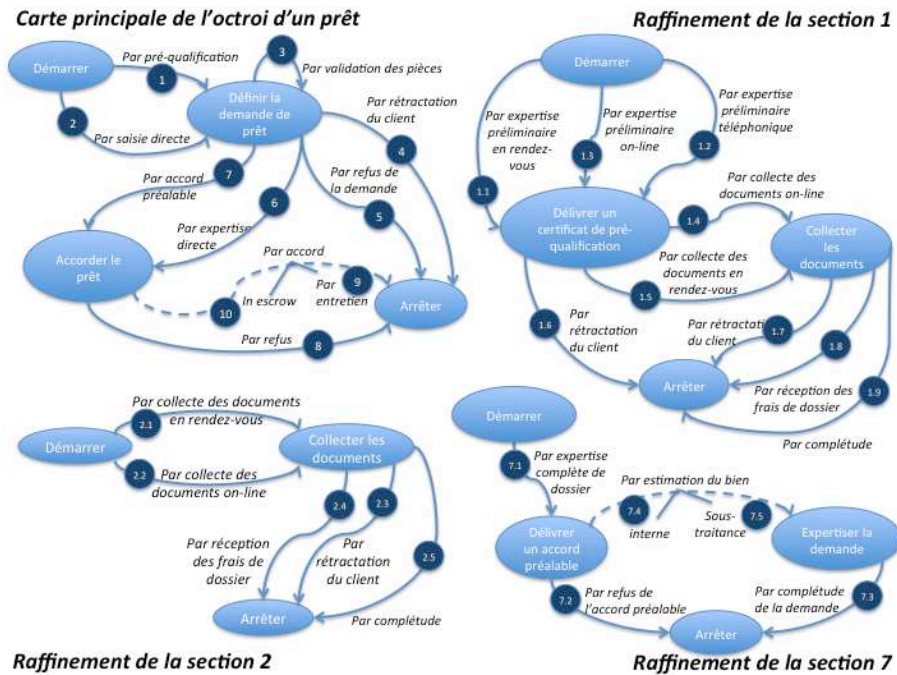 Carte principale de l'octroi d'un prêt
Démarrer
Par pré-qualification
1
2
Par saisie directe
3
Par validation des pièces
Définir la
demande de
prêt
Par rétractation
du client
4
7
Par accord
préalable
6
Par refus de
la demande
5
Par expertise
directe
Accorder le
prêt
Par accord
10
In escrow
Par
entretien
9
Arrêter
Par refus
8
Raffinement de la section 1
Démarrer
Par expertise
préliminaire
en rendez-
vous
1.1
Par expertise
préliminaire
on-line
1.3
Par expertise
préliminaire
téléphonique
1.2
Délivrer un
certificat de pré-
qualification
Par collecte des
documents on-line
1.4
Collecter
les
documents
Par collecte des
documents en
rendez-vous
1.5
1.6
Par
rétractation
du client
Par rétractation
du client
1.7
1.8
Arrêter
Par réception des
frais de dossier
1.9
Par complétude
Démarrer
Par collecte des documents
en rendez-vous
2.1
2.2
Par collecte des
documents on-line
Collecter les
documents
2.4
2.3
2.5
Par réception
des frais de
dossier
Par
rétractation
du client
Arrêter
Par complétude
Raffinement de la section 2
Démarrer
7.1
Par expertise
complète de
dossier
Par estimation du bien
7.4
interne
Sous-
traitance
7.5
Délivrer
un accord
préalable
Expertiser la
demande
7.2
Par refus de
l'accord préalable
Par complétude
de la demande
7.3
Arrêter
Raffinement de la section 7